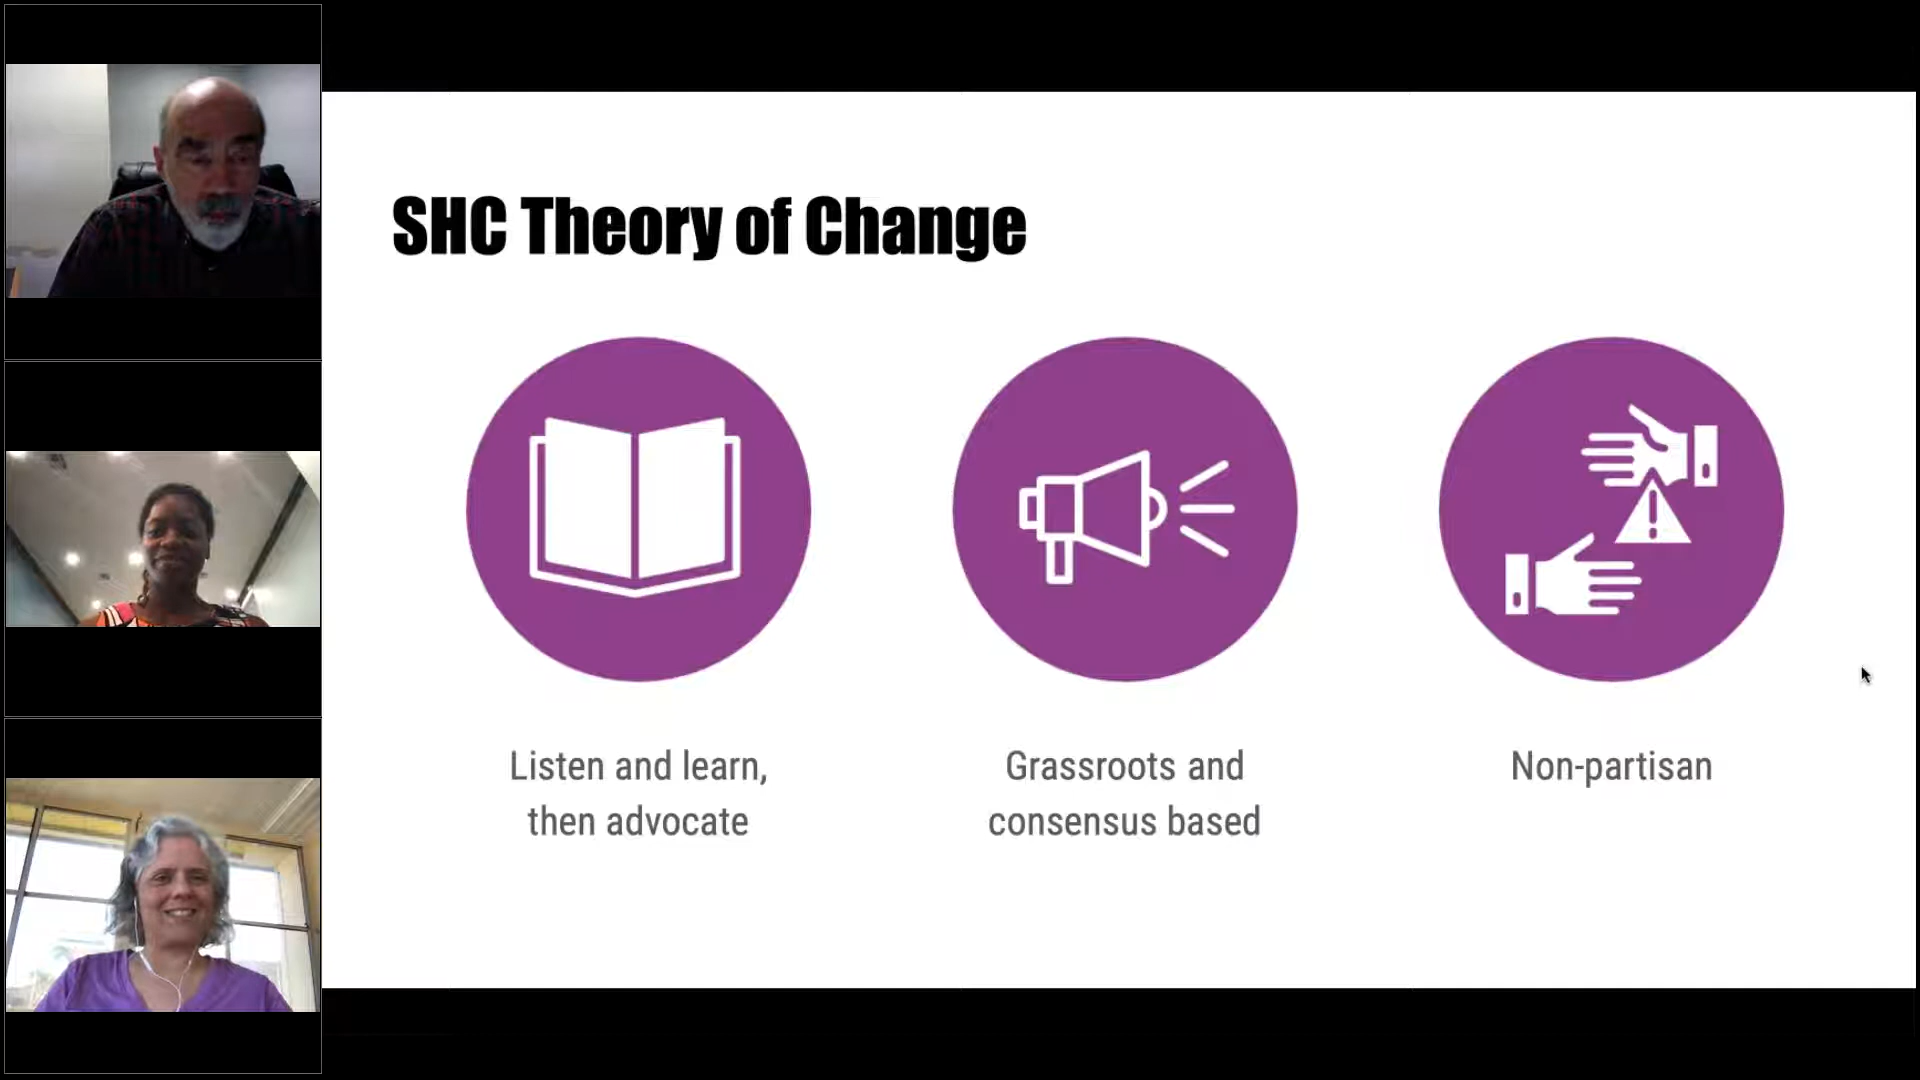 SHC Theory of Change
Listen and learn,
then advocate
Grassroots and
consensus based
Non-partisan